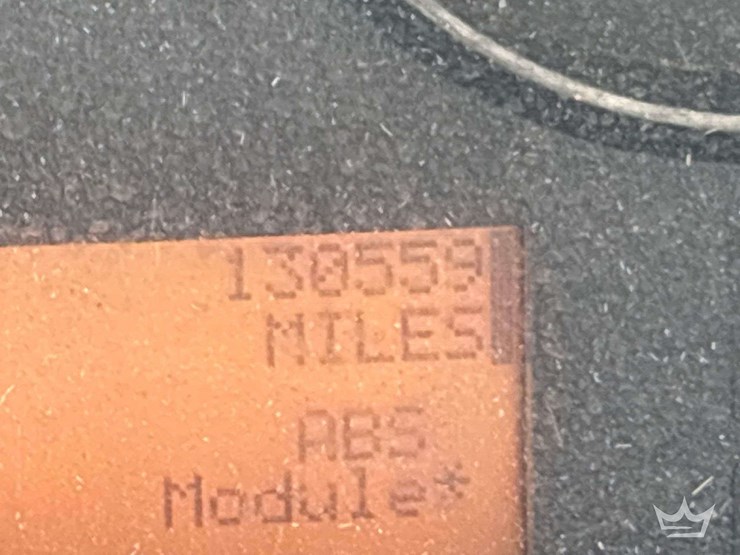 130559
MILES
ABS
Module*